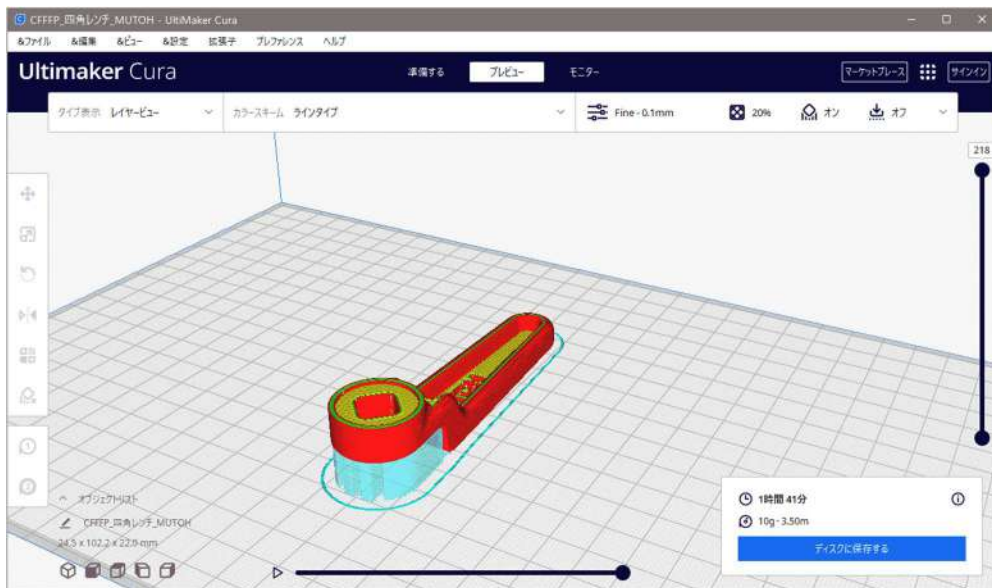 CFFFP_四角レンチ_MUTOH - UltiMaker Cura
&ファイル &編集 &ビュー &設定 拡張子 プレファレンス ヘルプ
Ultimaker Cura 準備する プレビュー モニター マーケットプレース サインイン
タイプ表示 レイヤービュー カラースキーム ラインタイプ Fine - 0.1mm 20% オン オフ
218
1
2
オブジェクトリスト
CFFFP_四角レンチ_MUTOH
24.5 x 102.2 x 22.0 mm
1時間 41分
10g - 3.50m
ディスクに保存する